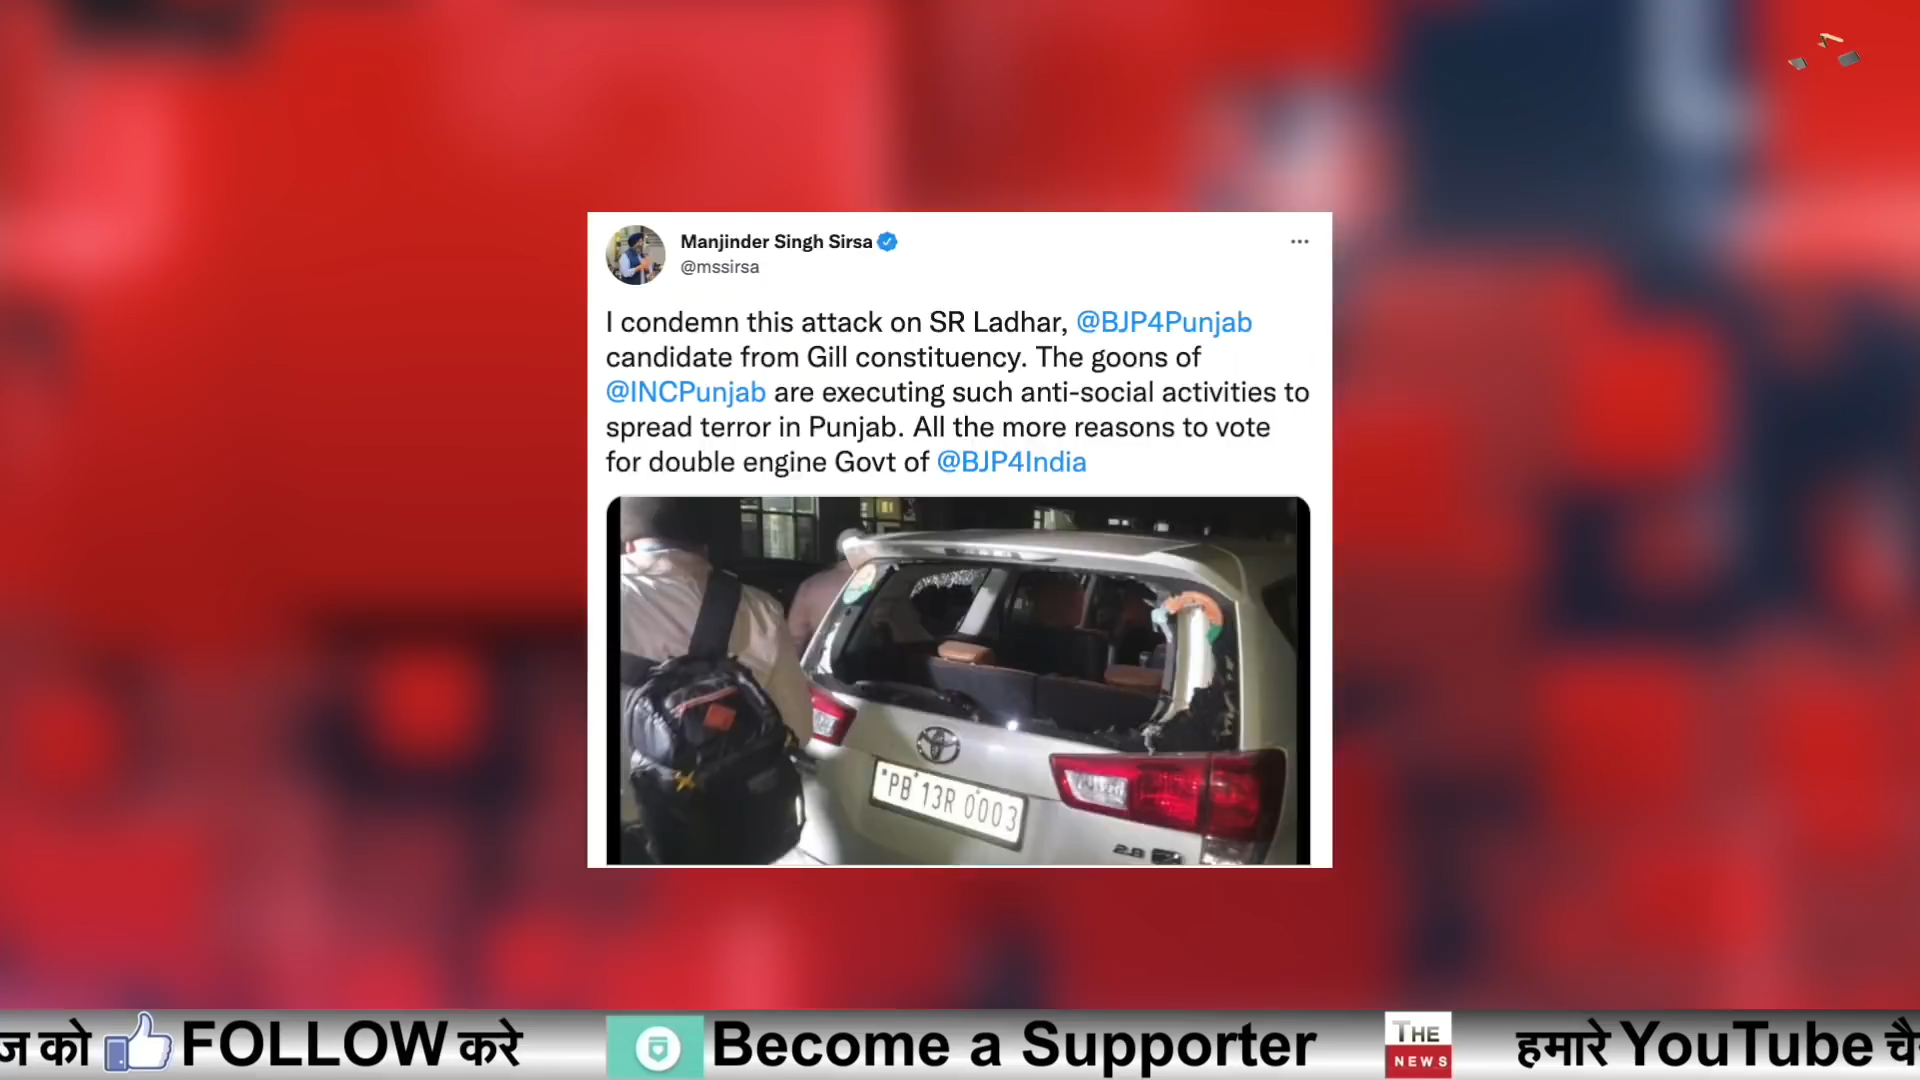 Manjinder Singh Sirsa
@mssirsa
I condemn this attack on SR Ladhar, @BJP4Punjab
candidate from Gill constituency. The goons of
@INCPunjab are executing such anti-social activities to
spread terror in Punjab. All the more reasons to vote
for double engine Govt of @BJP4India
PB 13R 0003
2.8
ज को FOLLOW करे Become a Supporter THE NEWS हमारे YouTube चै